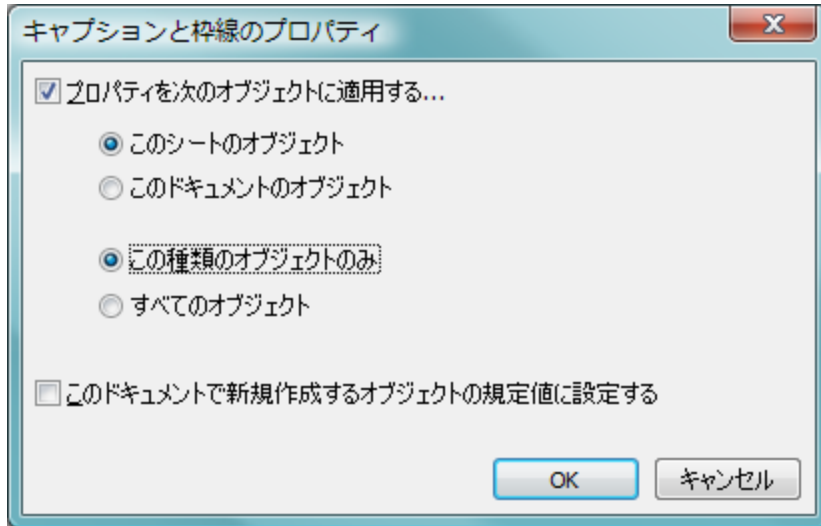 キャプションと枠線のプロパティ
プロパティを次のオブジェクトに適用する...
このシートのオブジェクト
このドキュメントのオブジェクト
この種類のオブジェクトのみ
すべてのオブジェクト
このドキュメントで新規作成するオブジェクトの規定値に設定する
OK キャンセル